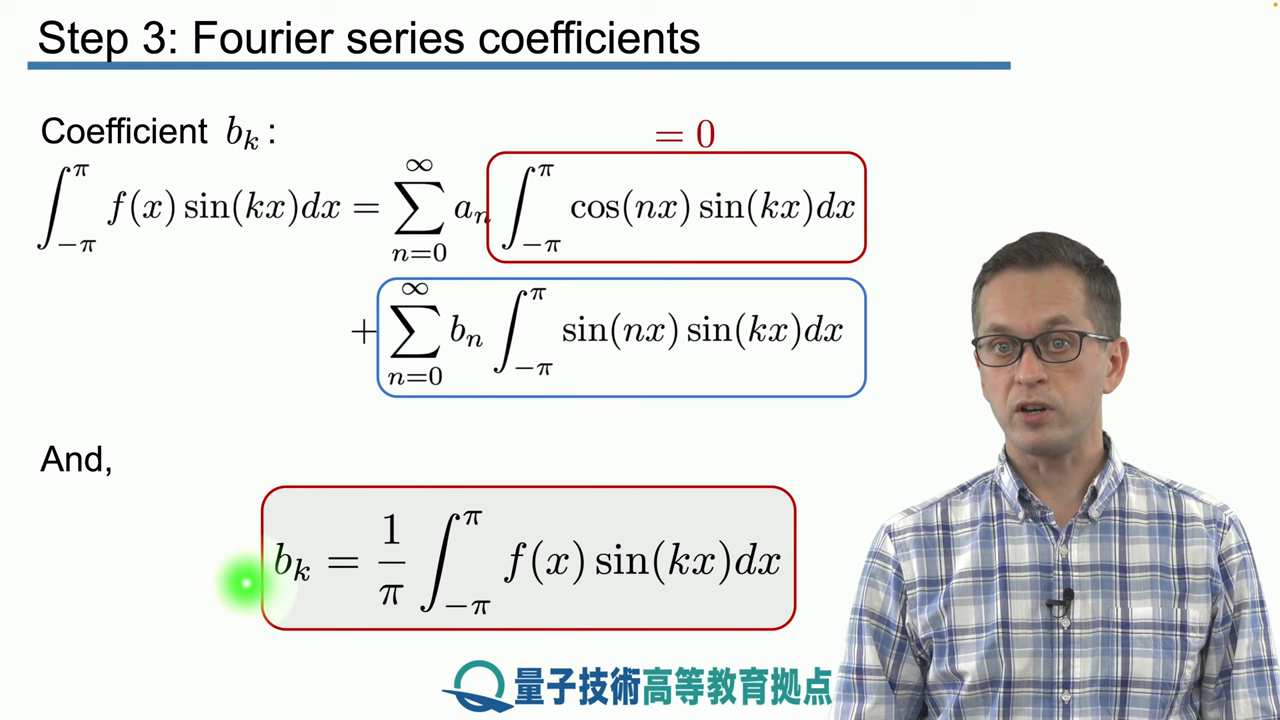 Step 3: Fourier series coefficients
Coefficient b_k :
= 0
∫_{−π}^{π} f(x) sin(kx)dx = ∑_{n=0}^{∞} a_n ∫_{−π}^{π} cos(nx) sin(kx)dx
+ ∑_{n=0}^{∞} b_n ∫_{−π}^{π} sin(nx) sin(kx)dx
And,
b_k = 1/π ∫_{−π}^{π} f(x) sin(kx)dx
量子技術高等教育拠点